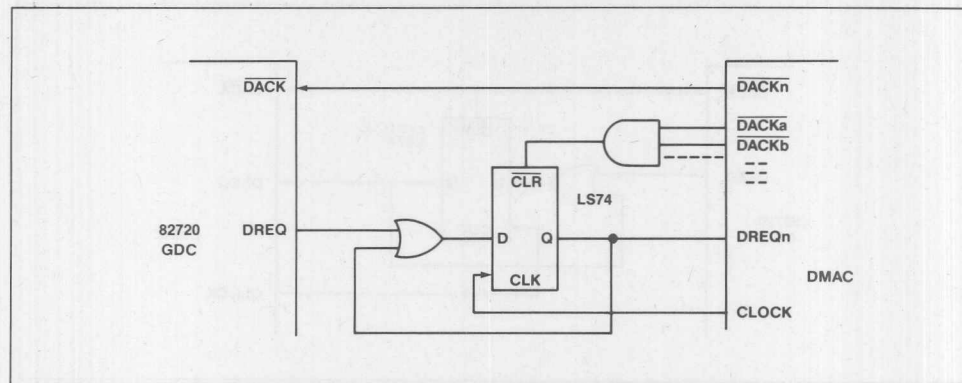 DACK
DACKn
DACKa
DACKb
CLR
LS74
82720
GDC
DREQ
D
Q
DREQn
CLK
DMAC
CLOCK